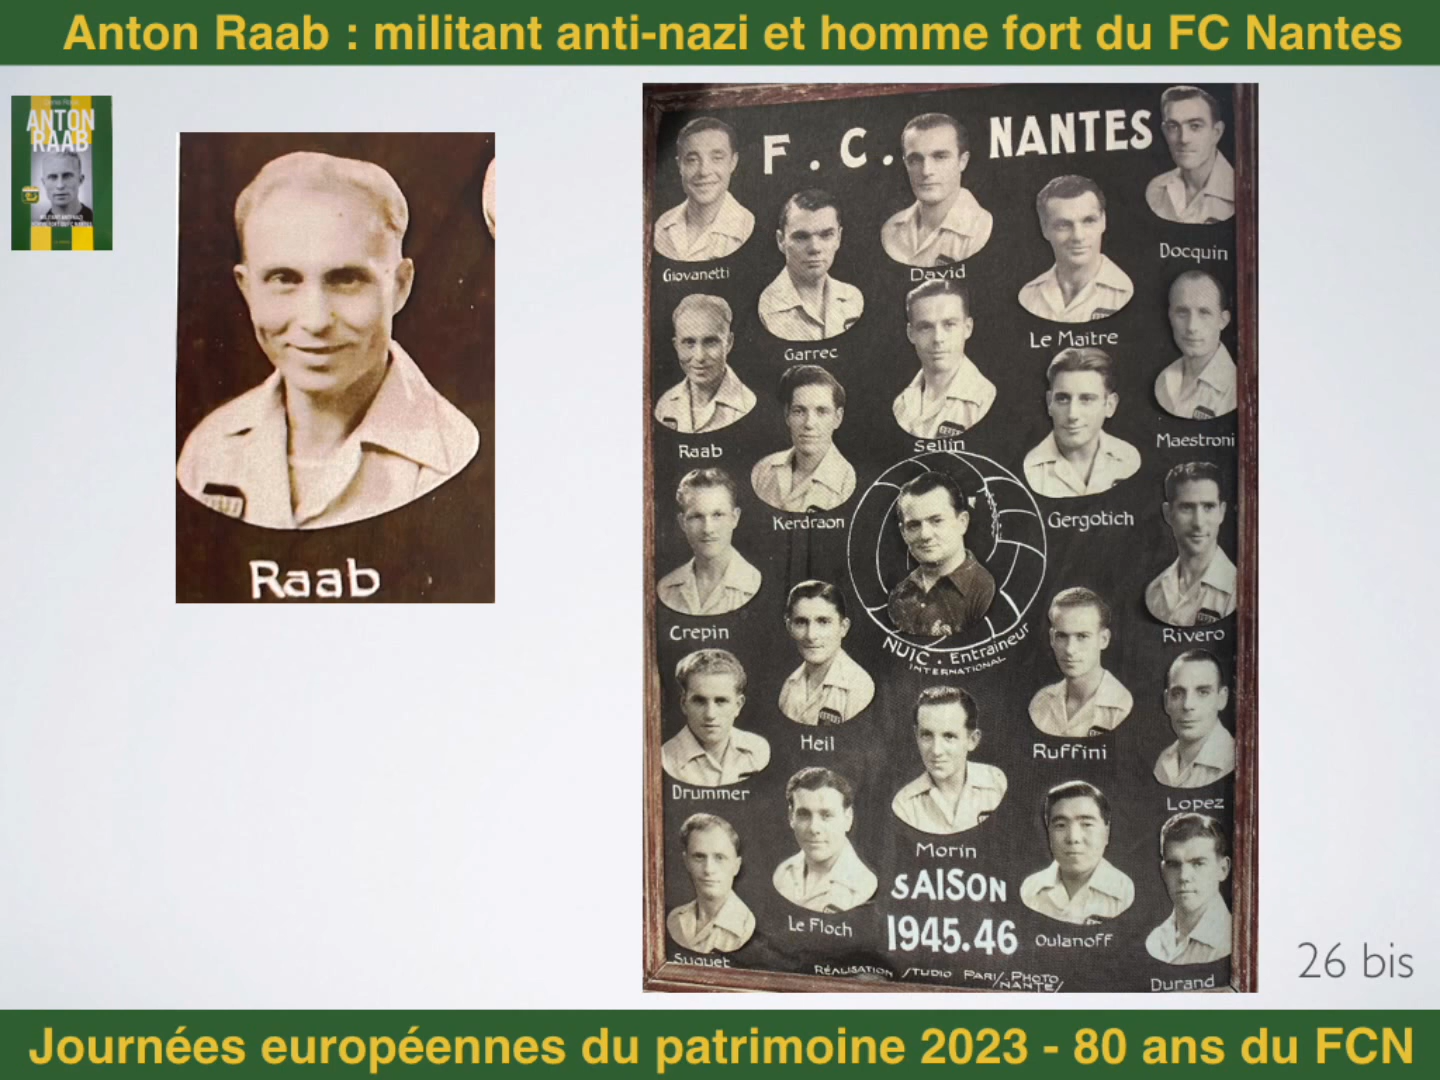 Anton Raab : militant anti-nazi et homme fort du FC Nantes
ANTON
RAAB
Raab
F. C. NANTES
Giovanetti
David
Docquin
Garrec
Le Maitre
Raab
Sellin
Maestroni
Kerdraon
Gergotich
Crepin
NUIC . Entraineur
INTERNATIONAL
Rivero
Heil
Ruffini
Drummer
Lopez
Morin
Le Floch
Oulanoff
SAISON
1945.46
Suquet
Durand
RÉALISATION STUDIO PARIS. PHOTO
NANTES
26 bis
Journées européennes du patrimoine 2023 - 80 ans du FCN